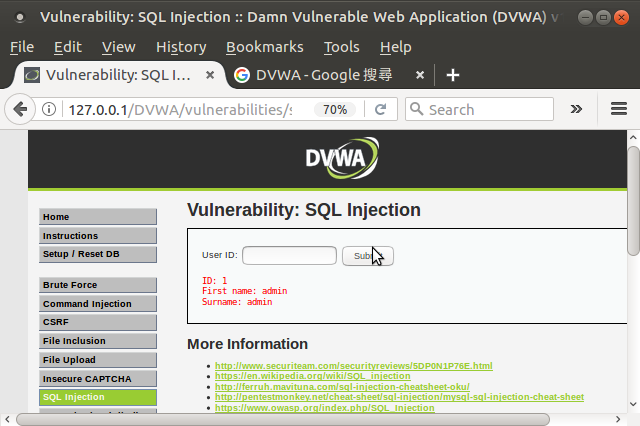 Vulnerability: SQL Injection :: Damn Vulnerable Web Application (DVWA)
File Edit View History Bookmarks Tools Help
Vulnerability: SQL I... DVWA - Google 搜尋
127.0.0.1/DVWA/vulnerabilities/s 70% Search
DVWA
Home
Instructions
Setup / Reset DB
Brute Force
Command Injection
CSRF
File Inclusion
File Upload
Insecure CAPTCHA
SQL Injection
Vulnerability: SQL Injection
User ID:
ID: 1
First name: admin
Surname: admin
More Information
http://www.securiteam.com/securityreviews/5DP0N1P76E.html
https://en.wikipedia.org/wiki/SQL_injection
http://ferruh.mavituna.com/sql-injection-cheatsheet-oku/
http://pentestmonkey.net/cheat-sheet/sql-injection/mysql-sql-injection-cheat-sheet
https://www.owasp.org/index.php/SQL_Injection